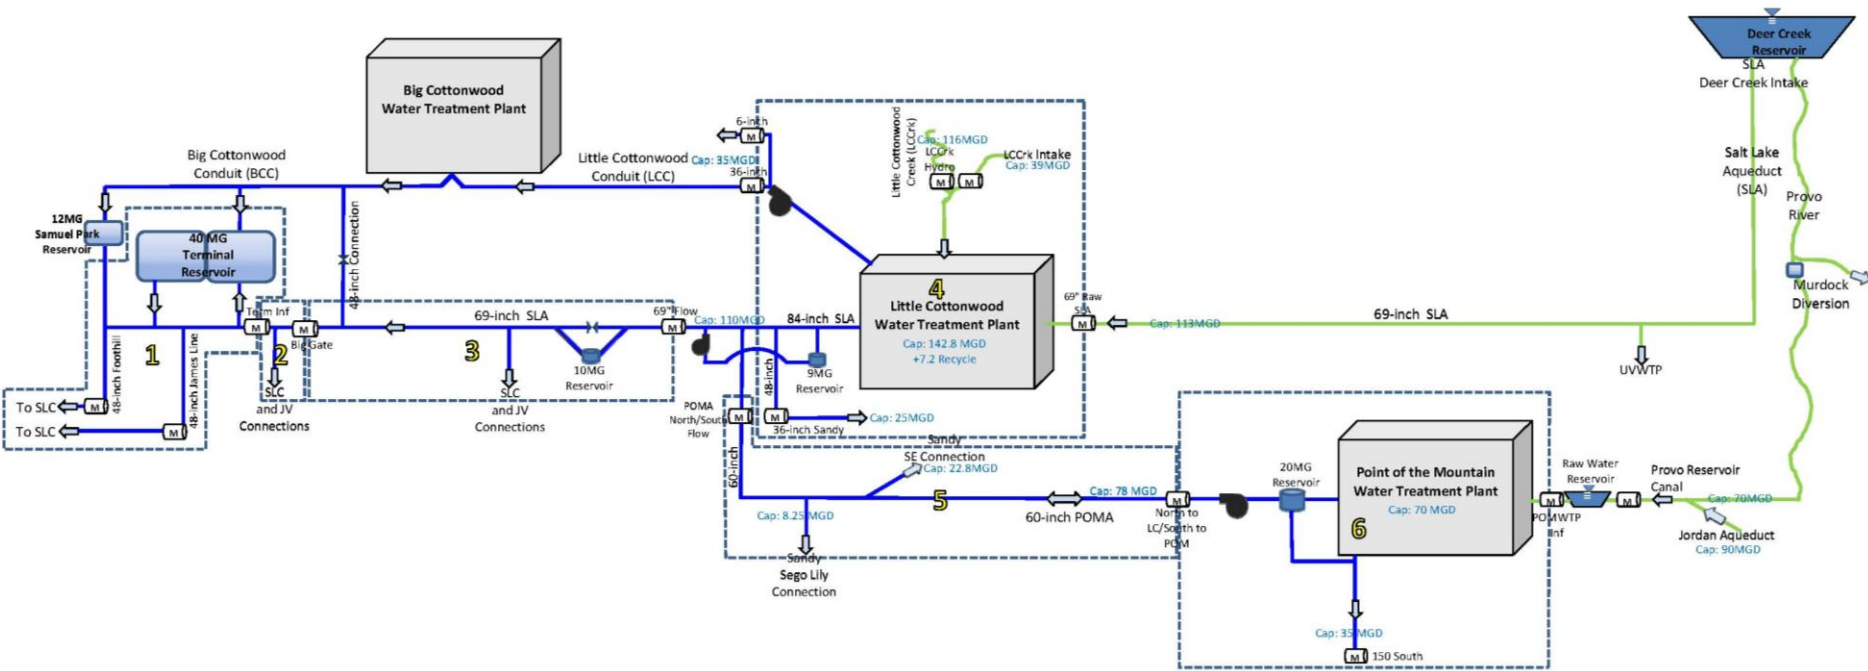 Deer Creek
Reservoir
SLA
Deer Creek Intake
Big Cottonwood
Water Treatment Plant
Little Cottonwood
Creek (LCCrk)
Cap: 116MGD
LCCrk
Hydro
LCCrk Intake
Cap: 39MGD
6-inch
M
Cap: 35MGD
36-inch
M
M
M
Big Cottonwood
Conduit (BCC)
Little Cottonwood
Conduit (LCC)
Salt Lake
Aqueduct
(SLA)
Provo
River
12MG
Samuel Park
Reservoir
40 MG
Terminal
Reservoir
48-inch Connection
Murdock
Diversion
4
Little Cottonwood
Water Treatment Plant
Cap: 142.8 MGD
+7.2 Recycle
69" Raw
SLA
M
Cap: 113MGD
69-inch SLA
UVWTP
Term Inf
M
M
Big Gate
69-inch SLA
69" Flow
M
Cap: 110MGD
84-inch SLA
1
2
3
48-inch Foothill
48-inch James Line
SLC
and JV
Connections
SLC
and JV
Connections
10MG
Reservoir
9MG
Reservoir
48-inch
To SLC
M
To SLC
M
POMA
North/South
Flow
M
M
Cap: 25MGD
36-inch Sandy
Sandy
SE Connection
Cap: 22.8MGD
60-inch
5
Cap: 78 MGD
60-inch POMA
M
North to
LC/South to
POM
Cap: 8.25 MGD
Sandy
Sego Lily
Connection
20MG
Reservoir
Point of the Mountain
Water Treatment Plant
Cap: 70 MGD
6
M
POMWTP
Inf
Raw Water
Reservoir
M
Provo Reservoir
Canal
Cap: 70MGD
Jordan Aqueduct
Cap: 90MGD
Cap: 35 MGD
M
150 South